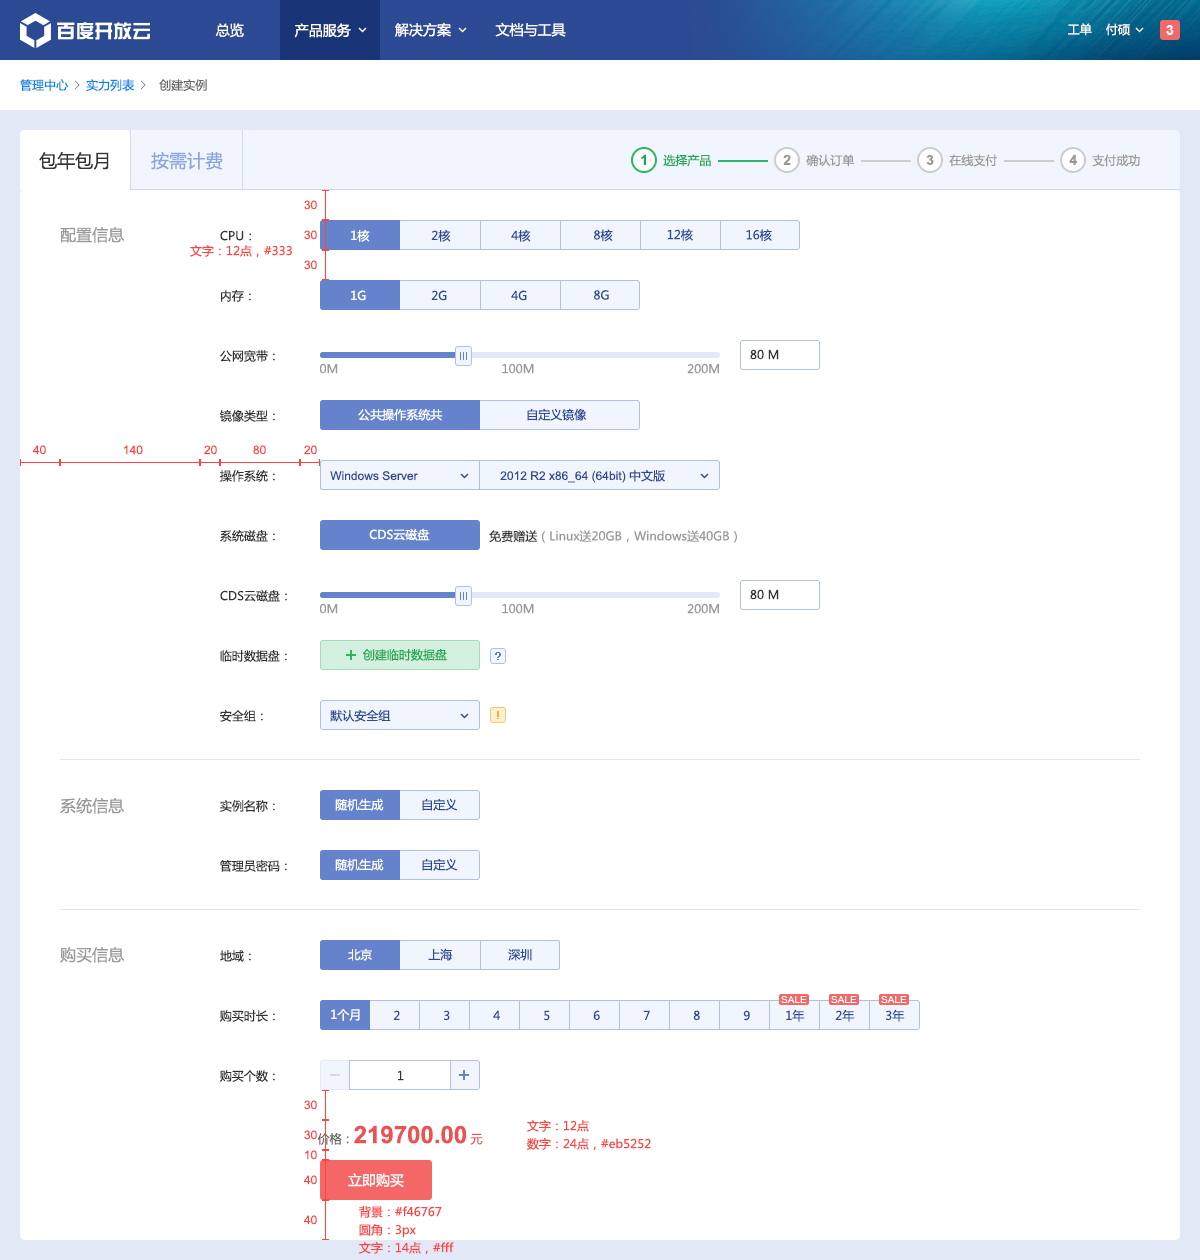 百度开放云 总览 产品服务 解决方案 文档与工具 工单 付硕 3
管理中心 > 实力列表 > 创建实例
包年包月 按需计费 1 选择产品 2 确认订单 3 在线支付 4 支付成功
30
配置信息 CPU： 30 1核 2核 4核 8核 12核 16核
文字：12点，#333
30
内存： 1G 2G 4G 8G
公网宽带： 80 M
0M 100M 200M
镜像类型： 公共操作系统共 自定义镜像
40 140 20 80 20
操作系统： Windows Server 2012 R2 x86_64 (64bit) 中文版
系统磁盘： CDS云磁盘 免费赠送（Linux送20GB，Windows送40GB）
CDS云磁盘： 80 M
0M 100M 200M
临时数据盘： + 创建临时数据盘 ?
安全组： 默认安全组 !
系统信息 实例名称： 随机生成 自定义
管理员密码： 随机生成 自定义
购买信息 地域： 北京 上海 深圳
SALE SALE SALE
购买时长： 1个月 2 3 4 5 6 7 8 9 1年 2年 3年
购买个数： − 1 +
30
文字：12点
30 价格：219700.00 元
数字：24点，#eb5252
10
40 立即购买
背景：#f46767
40
圆角：3px
文字：14点，#fff